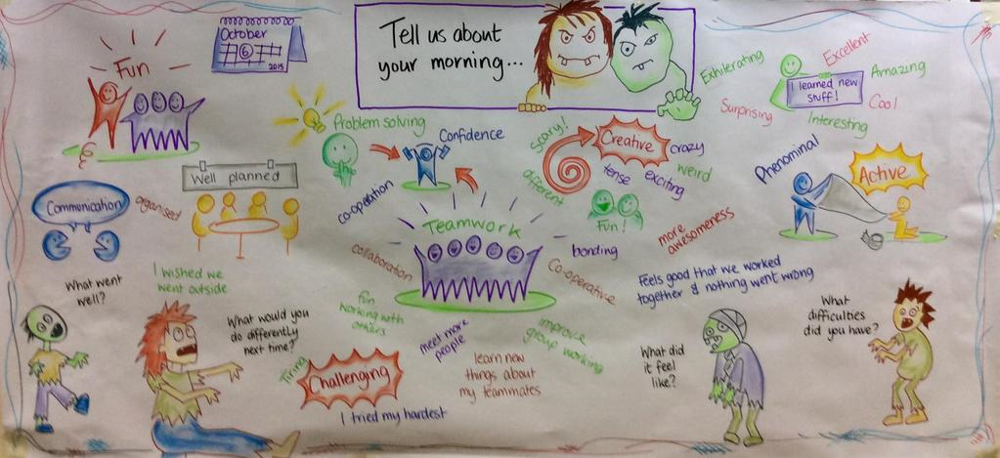 October
6
2015
Tell us about
your morning...
Fun
Exhilarating
Excellent
I learned new
stuff!
Amazing
Surprising
Cool
Interesting
Problem solving
Confidence
Scary!
Creative
crazy
weird
tense
exciting
different
Fun!
Phenominal
Active
Well planned
Communication
organised
co-operation
Teamwork
collaboration
bonding
Co-operative
more
awesomeness
Feels good that we worked
together & nothing went wrong
What went
well?
I wished we
went outside
What would you
do differently
next time?
fun
working with
others
meet more
people
improve
group working
learn new
things about
my teammates
Tiring
Challenging
I tried my hardest
What did
it feel
like?
What
difficulties
did you have?